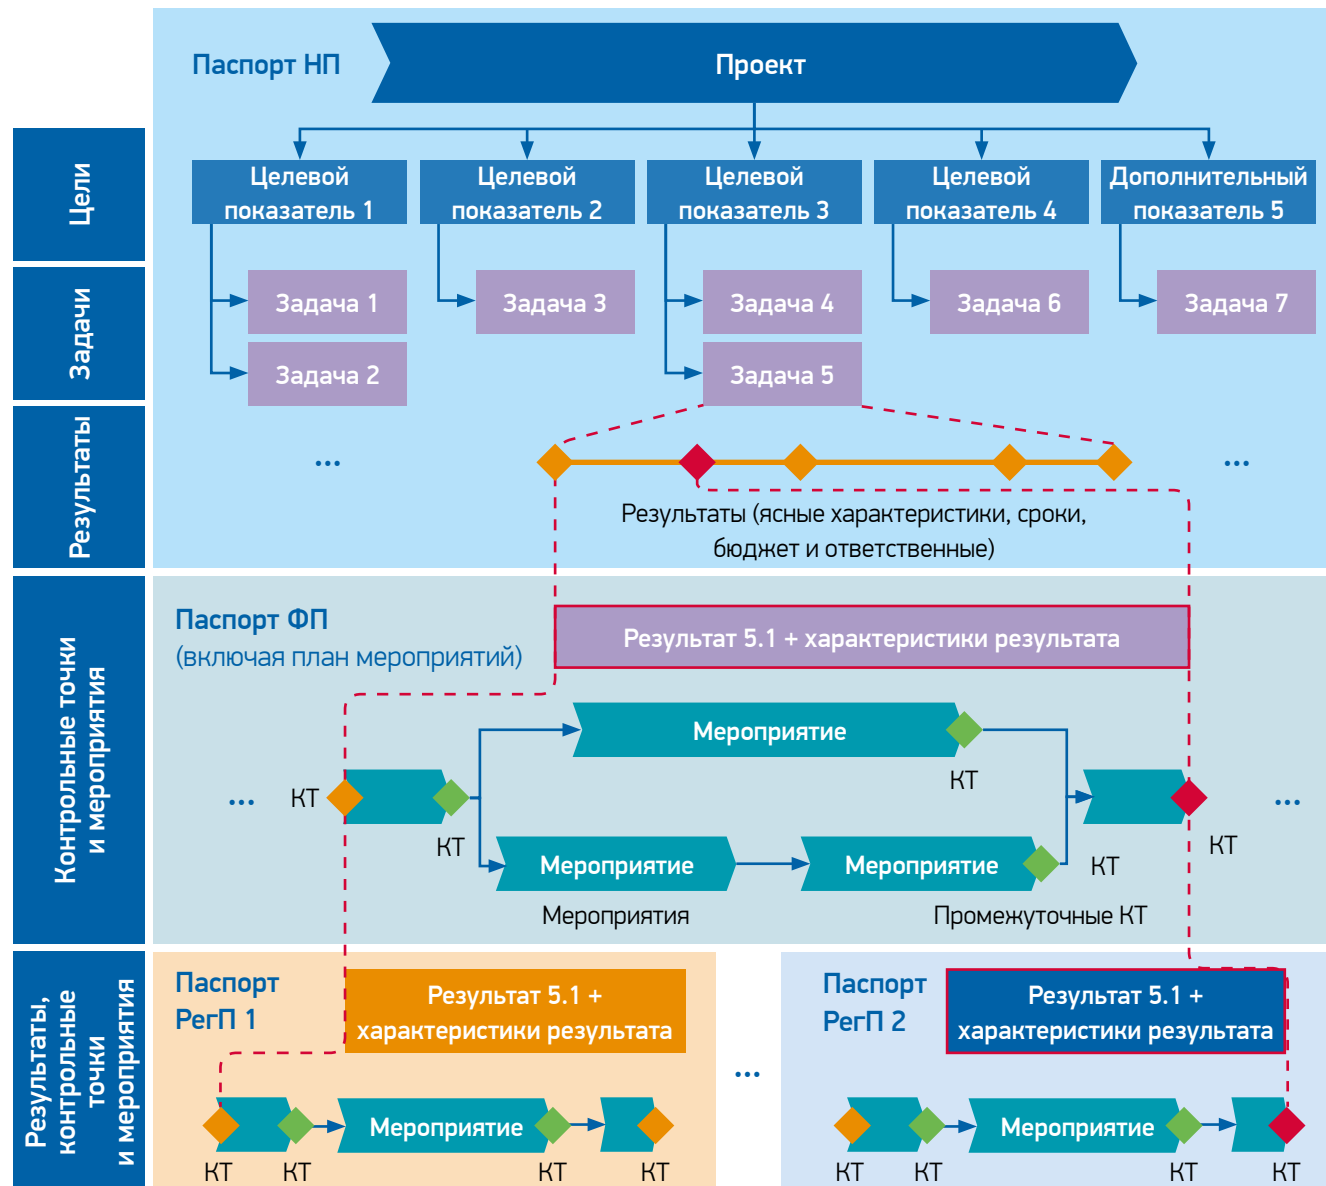 Паспорт НП
Проект
Цели
Целевой
показатель 1
Целевой
показатель 2
Целевой
показатель 3
Целевой
показатель 4
Дополнительный
показатель 5
Задачи
Задача 1
Задача 3
Задача 4
Задача 6
Задача 7
Задача 2
Задача 5
Результаты
...
...
Результаты (ясные характеристики, сроки,
бюджет и ответственные)
Контрольные точки
и мероприятия
Паспорт ФП
(включая план мероприятий)
Результат 5.1 + характеристики результата
Мероприятие
КТ
...
КТ
...
КТ
КТ
Мероприятие
Мероприятие
КТ
Мероприятия
Промежуточные КТ
Результаты,
контрольные
точки
и мероприятия
Паспорт
РегП 1
Результат 5.1 +
характеристики результата
Мероприятие
КТ
КТ
КТ
КТ
...
Паспорт
РегП 2
Результат 5.1 +
характеристики результата
Мероприятие
КТ
КТ
КТ
КТ